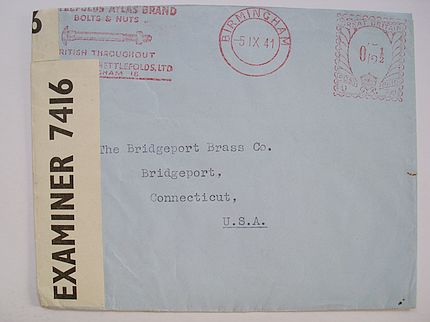 6
ATLAS BRAND
BOLTS & NUTS
BRITISH THROUGHOUT
NETTLEFOLDS, LTD
BIRMINGHAM
-5 IX 41
EXAMINER 7416
The Bridgeport Brass Co.
Bridgeport,
Connecticut,
U.S.A.